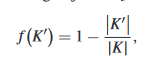 f(K′) = 1 − |K′| / |K|,